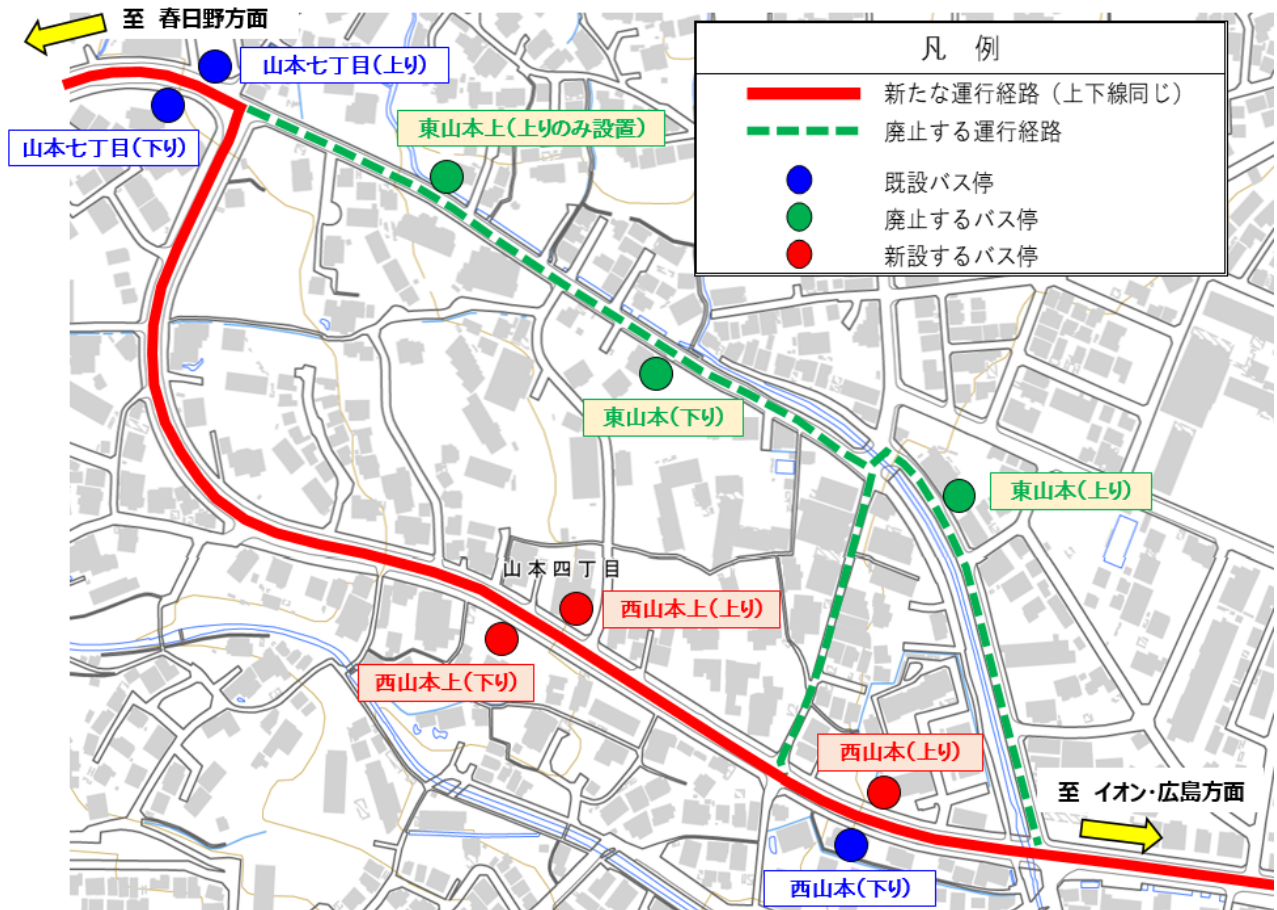 至 春日野方面
山本七丁目(上り)
山本七丁目(下り)
東山本上(上りのみ設置)
凡 例
新たな運行経路（上下線同じ）
廃止する運行経路
既設バス停
廃止するバス停
新設するバス停
東山本(下り)
東山本(上り)
山本四丁目
西山本上(上り)
西山本上(下り)
西山本(上り)
至 イオン・広島方面
西山本(下り)